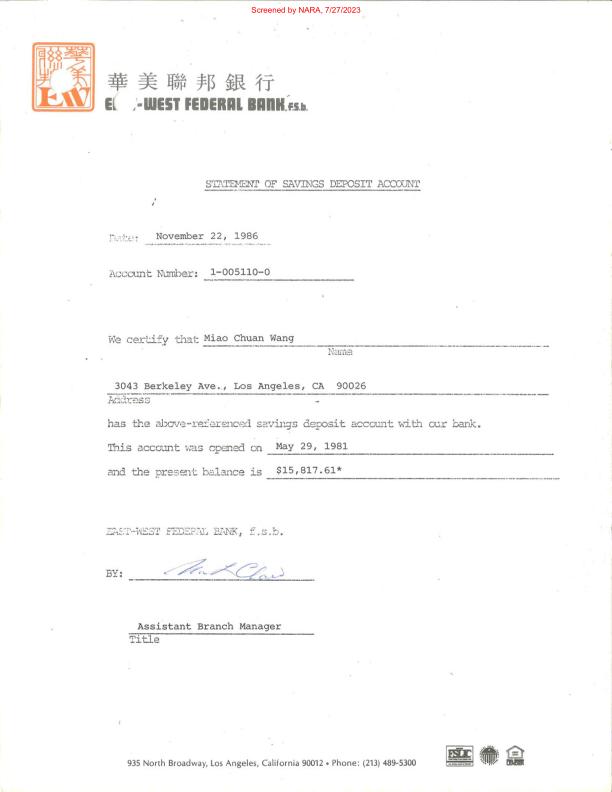 Screened by NARA, 7/27/2023
EW
華美聯邦銀行
-WEST FEDERAL BANK, f.s.b.
STATEMENT OF SAVINGS DEPOSIT ACCOUNT
Date: November 22, 1986
Account Number: 1-005110-0
We certify that Miao Chuan Wang
Name
3043 Berkeley Ave., Los Angeles, CA 90026
Address
has the above-referenced savings deposit account with our bank.
This account was opened on May 29, 1981
and the present balance is $15,817.61*
EAST-WEST FEDERAL BANK, f.s.b.
BY:
Assistant Branch Manager
Title
935 North Broadway, Los Angeles, California 90012 • Phone: (213) 489-5300
FSLIC